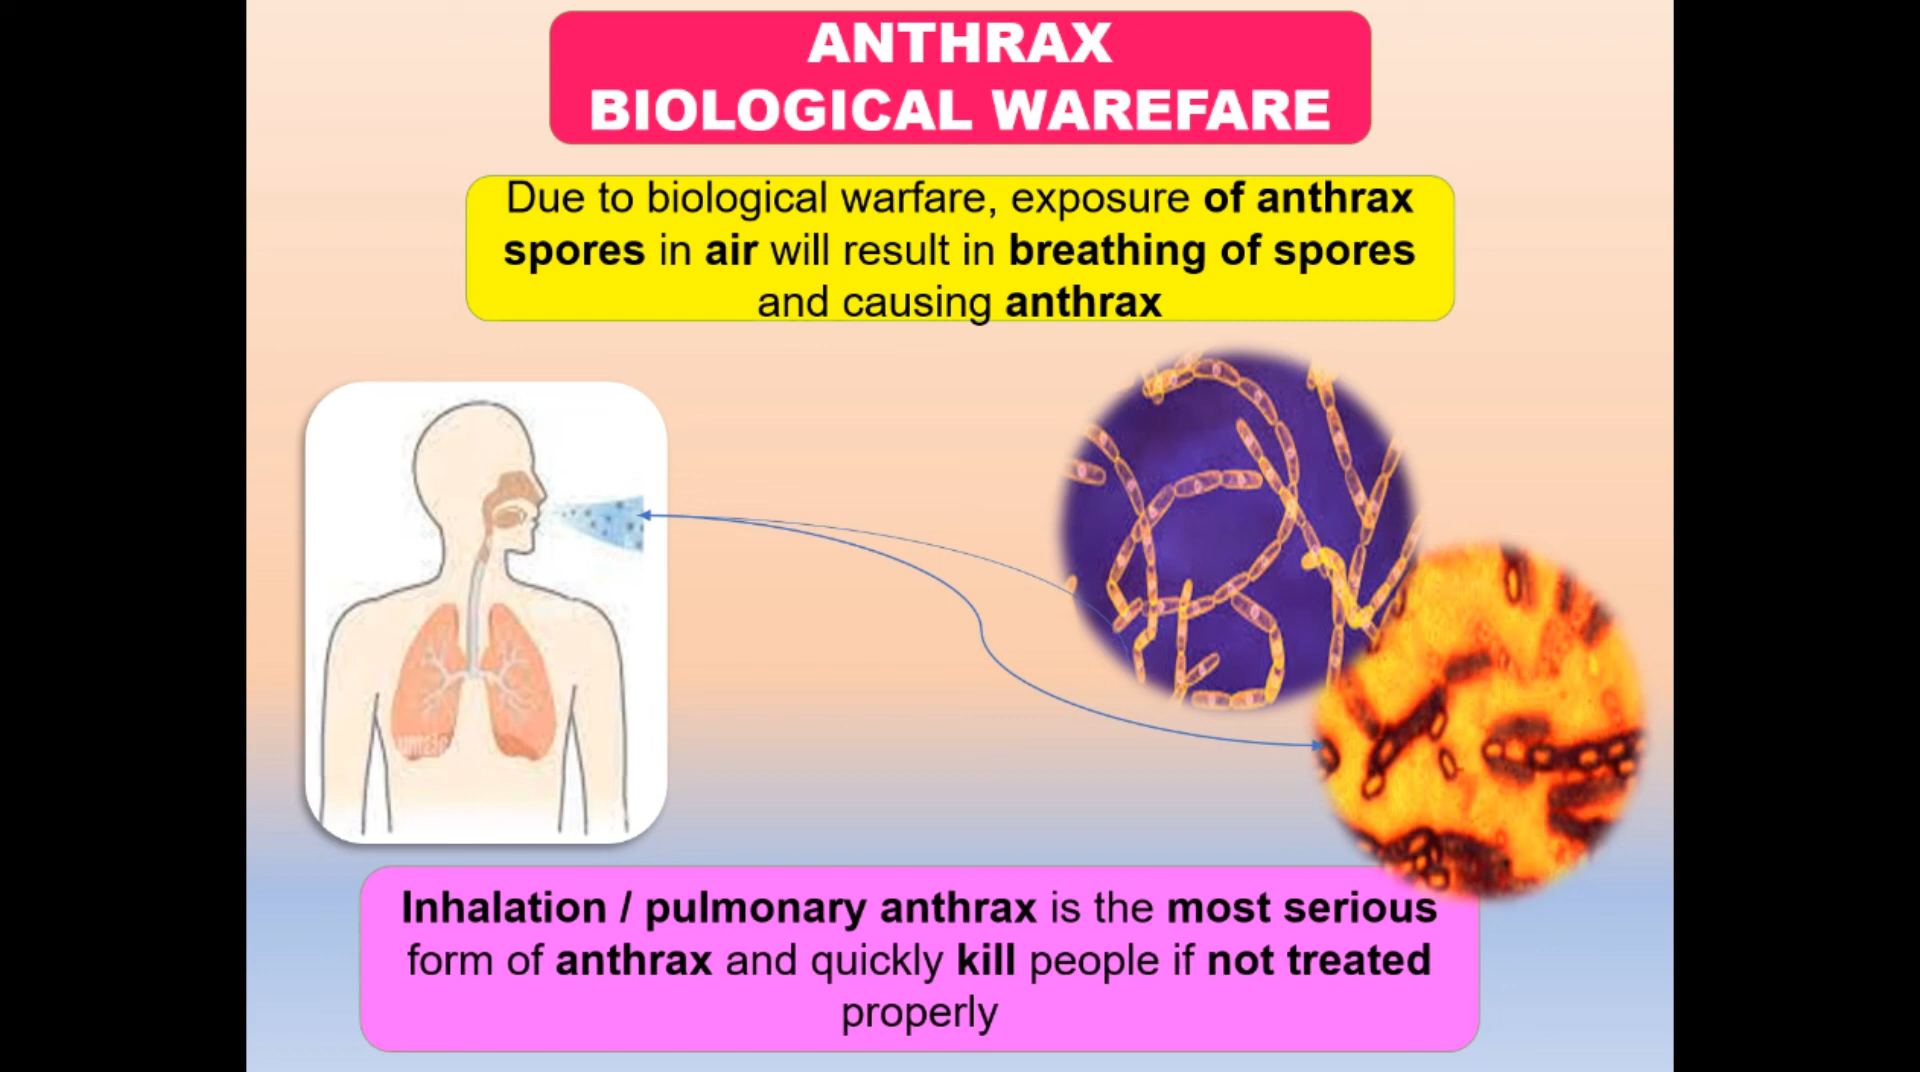 ANTHRAX
BIOLOGICAL WAREFARE
Due to biological warfare, exposure of anthrax
spores in air will result in breathing of spores
and causing anthrax
Inhalation / pulmonary anthrax is the most serious
form of anthrax and quickly kill people if not treated
properly